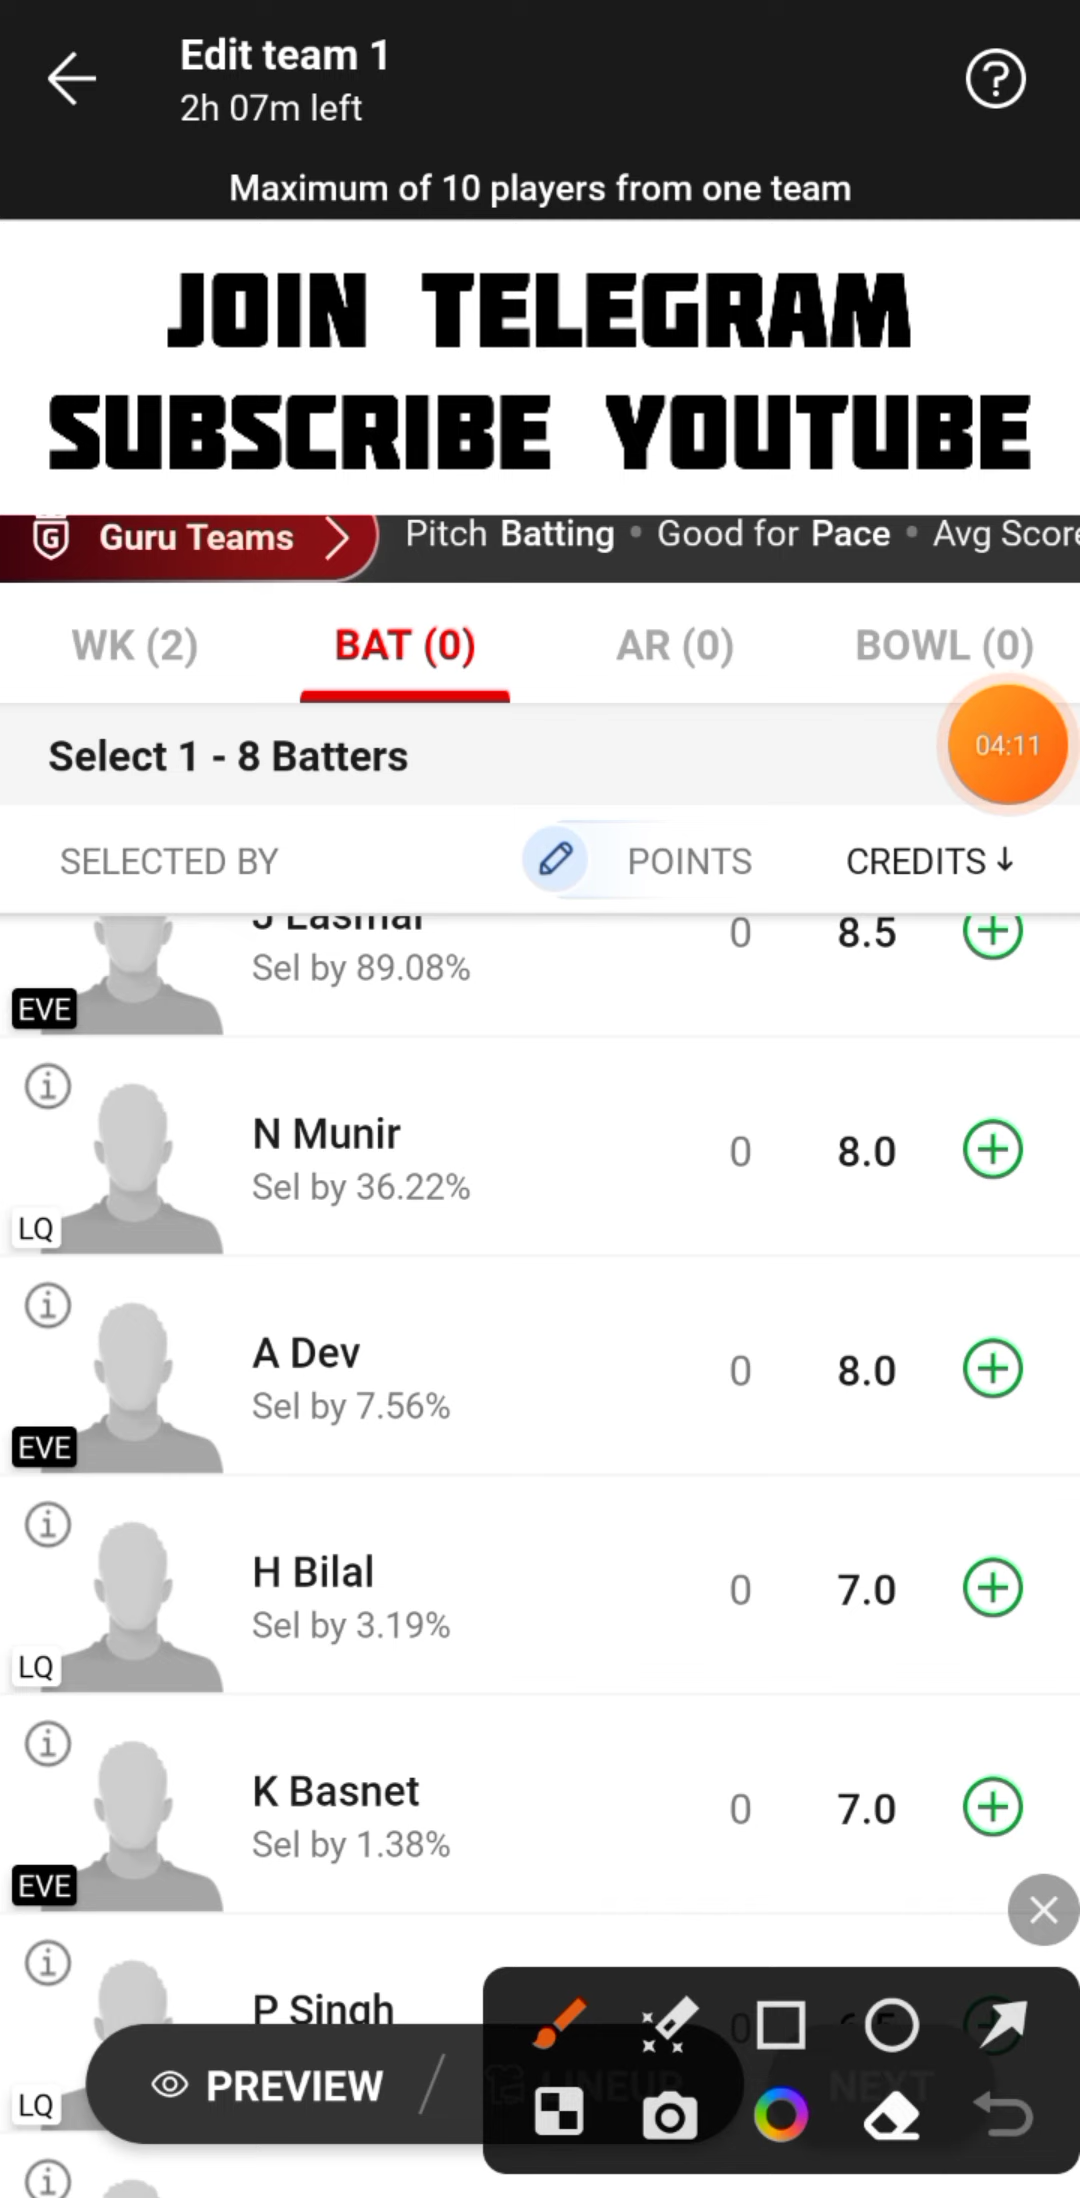 Edit team 1
2h 07m left
Maximum of 10 players from one team
JOIN TELEGRAM
SUBSCRIBE YOUTUBE
G Guru Teams Pitch Batting • Good for Pace • Avg Score
WK (2) BAT (0) AR (0) BOWL (0)
Select 1 - 8 Batters
04:11
SELECTED BY POINTS CREDITS ↓
0 8.5
Sel by 89.08%
EVE
N Munir
0 8.0
Sel by 36.22%
LQ
A Dev
0 8.0
Sel by 7.56%
EVE
H Bilal
0 7.0
Sel by 3.19%
LQ
K Basnet
0 7.0
Sel by 1.38%
EVE
P Singh
0
PREVIEW LINEUP NEXT
LQ